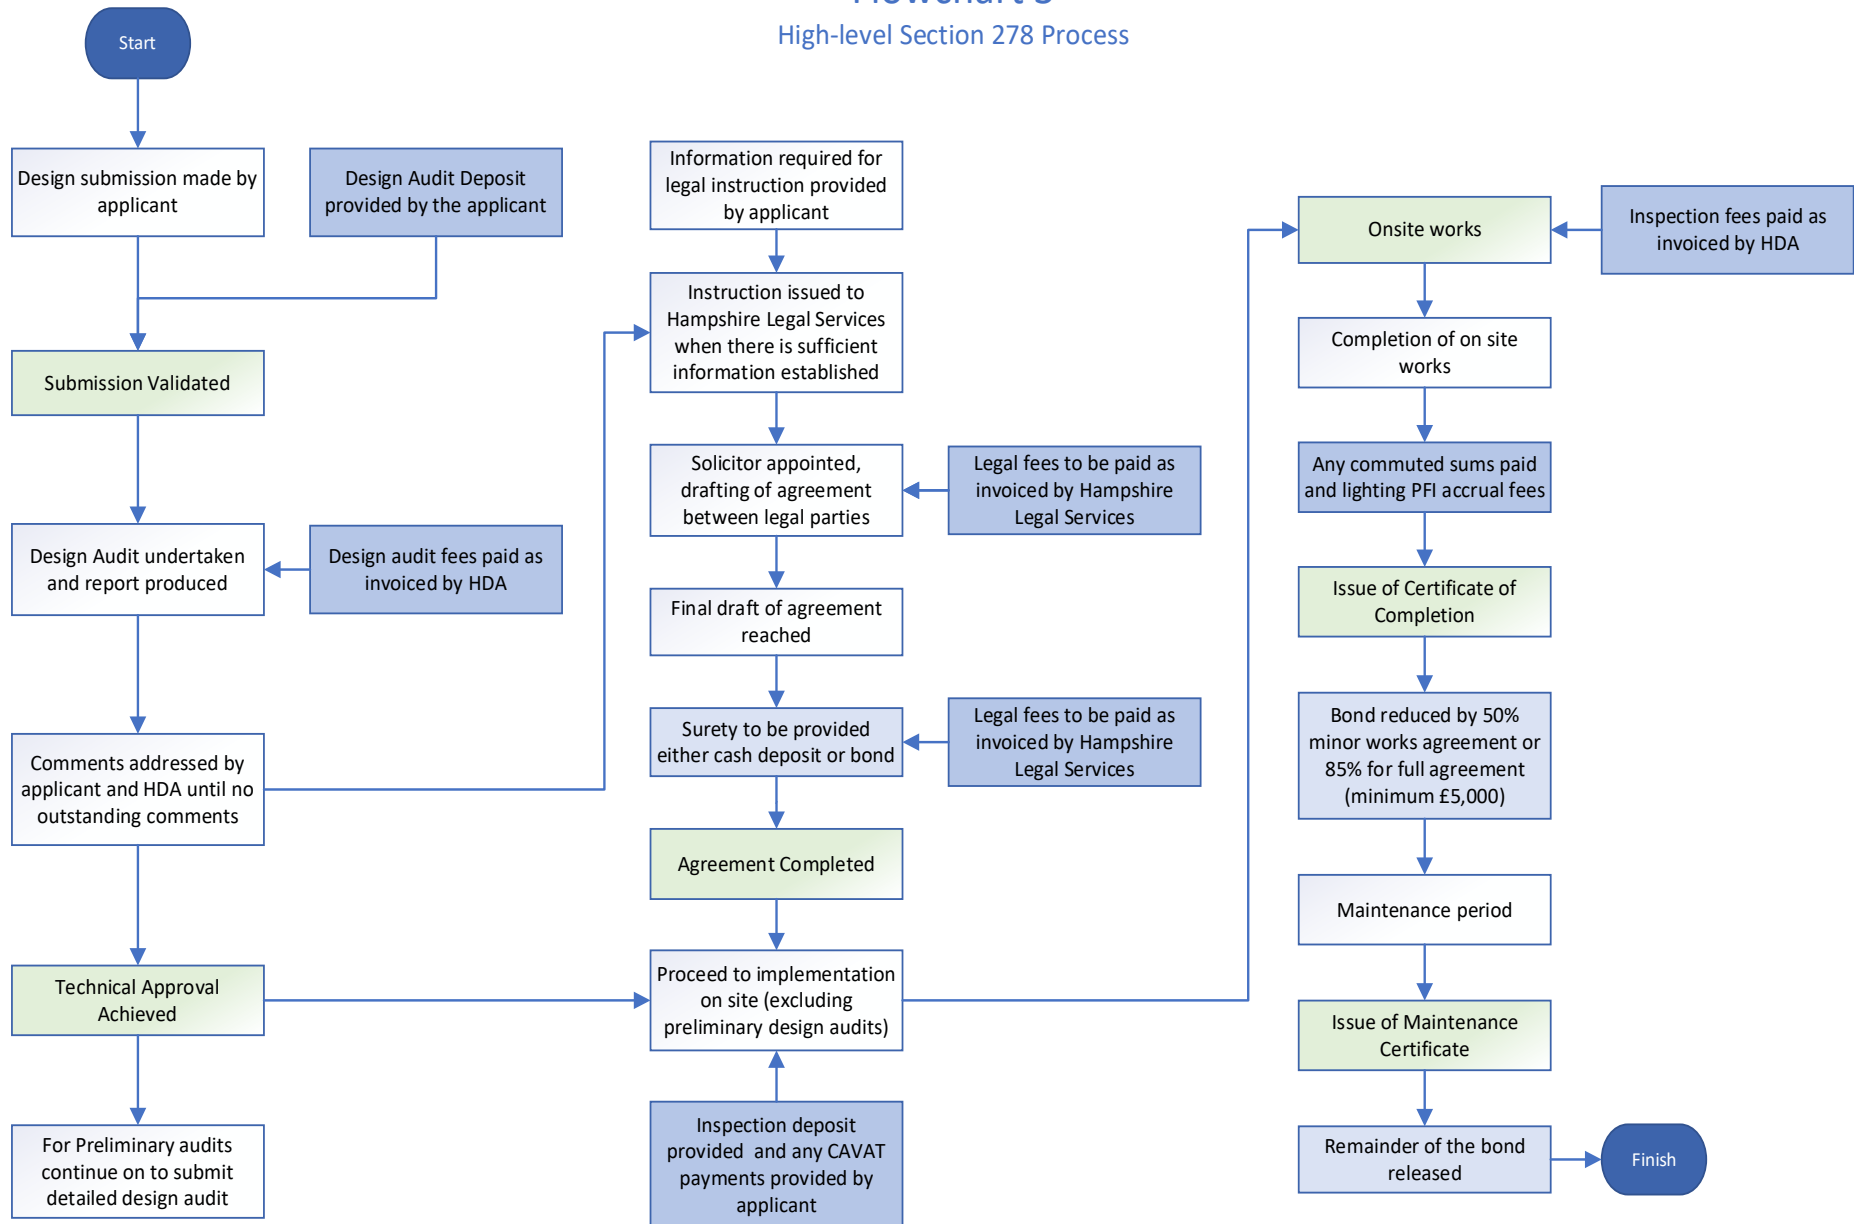 Flowchart 3
High-level Section 278 Process
Start
Design submission made by
applicant
Design Audit Deposit
provided by the applicant
Submission Validated
Design Audit undertaken
and report produced
Design audit fees paid as
invoiced by HDA
Comments addressed by
applicant and HDA until no
outstanding comments
Technical Approval
Achieved
For Preliminary audits
continue on to submit
detailed design audit
Information required for
legal instruction provided
by applicant
Instruction issued to
Hampshire Legal Services
when there is sufficient
information established
Solicitor appointed,
drafting of agreement
between legal parties
Legal fees to be paid as
invoiced by Hampshire
Legal Services
Final draft of agreement
reached
Surety to be provided
either cash deposit or bond
Legal fees to be paid as
invoiced by Hampshire
Legal Services
Agreement Completed
Proceed to implementation
on site (excluding
preliminary design audits)
Inspection deposit
provided  and any CAVAT
payments provided by
applicant
Onsite works
Inspection fees paid as
invoiced by HDA
Completion of on site
works
Any commuted sums paid
and lighting PFI accrual fees
Issue of Certificate of
Completion
Bond reduced by 50%
minor works agreement or
85% for full agreement
(minimum £5,000)
Maintenance period
Issue of Maintenance
Certificate
Remainder of the bond
released
Finish